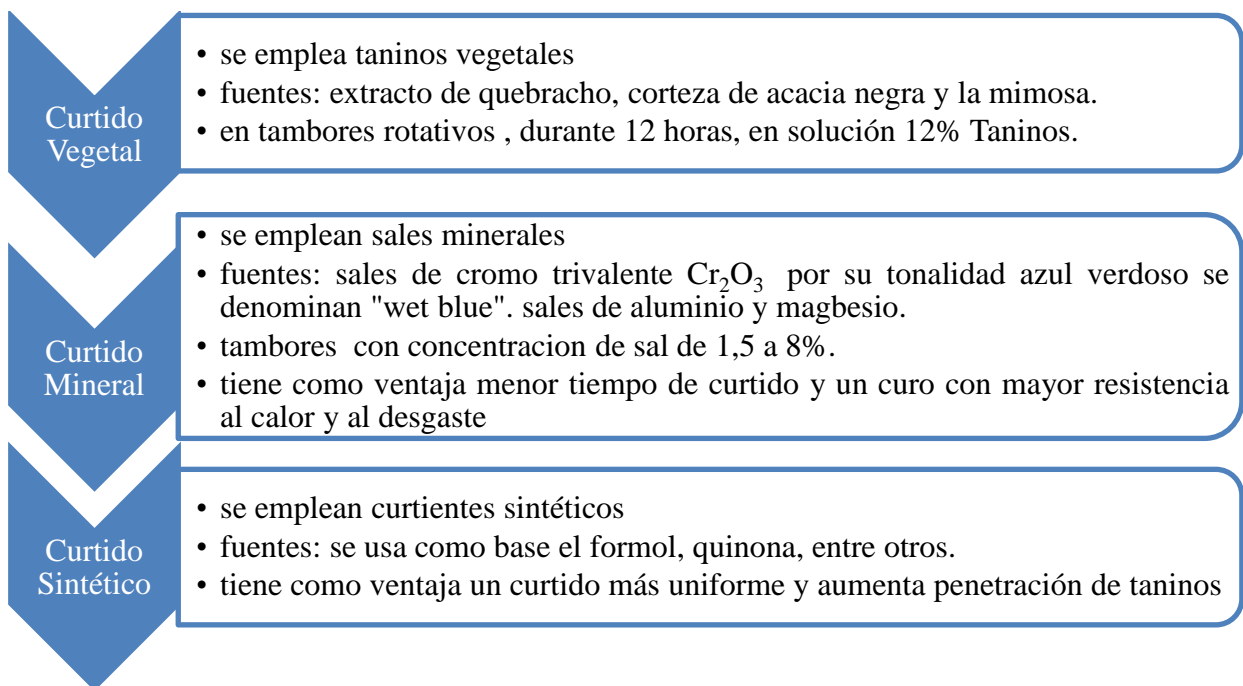 Curtido
Vegetal
• se emplea taninos vegetales
• fuentes: extracto de quebracho, corteza de acacia negra y la mimosa.
• en tambores rotativos , durante 12 horas, en solución 12% Taninos.
Curtido
Mineral
• se emplean sales minerales
• fuentes: sales de cromo trivalente Cr₂O₃ por su tonalidad azul verdoso se
denominan "wet blue". sales de aluminio y magbesio.
• tambores con concentracion de sal de 1,5 a 8%.
• tiene como ventaja menor tiempo de curtido y un curo con mayor resistencia
al calor y al desgaste
Curtido
Sintético
• se emplean curtientes sintéticos
• fuentes: se usa como base el formol, quinona, entre otros.
• tiene como ventaja un curtido más uniforme y aumenta penetración de taninos